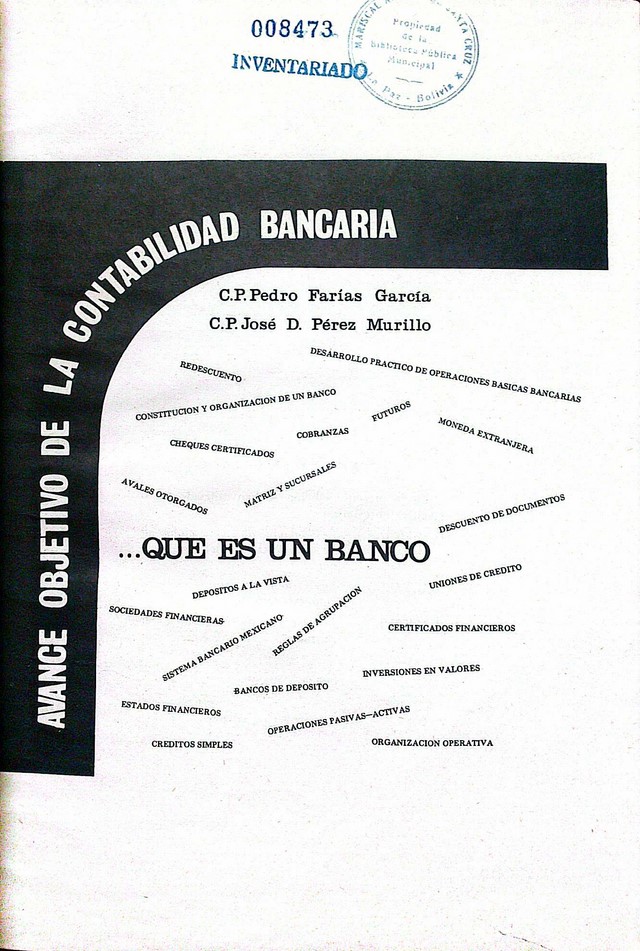 008473
INVENTARIADO
MARISCAL
SANTA CRUZ
Propiedad
de la
Biblioteca Pública
Municipal
La Paz - Bolivia
AVANCE OBJETIVO DE LA CONTABILIDAD BANCARIA
C.P. Pedro Farías García
C.P. José D. Pérez Murillo
REDESCUENTO
DESARROLLO PRACTICO DE OPERACIONES BASICAS BANCARIAS
CONSTITUCION Y ORGANIZACION DE UN BANCO
FUTUROS
CHEQUES CERTIFICADOS
COBRANZAS
MONEDA EXTRANJERA
AVALES OTORGADOS
MATRIZ Y SUCURSALES
DESCUENTO DE DOCUMENTOS
...QUE ES UN BANCO
DEPOSITOS A LA VISTA
UNIONES DE CREDITO
SOCIEDADES FINANCIERAS
SISTEMA BANCARIO MEXICANO
REGLAS DE AGRUPACION
CERTIFICADOS FINANCIEROS
BANCOS DE DEPOSITO
INVERSIONES EN VALORES
ESTADOS FINANCIEROS
OPERACIONES PASIVAS—ACTIVAS
CREDITOS SIMPLES
ORGANIZACION OPERATIVA